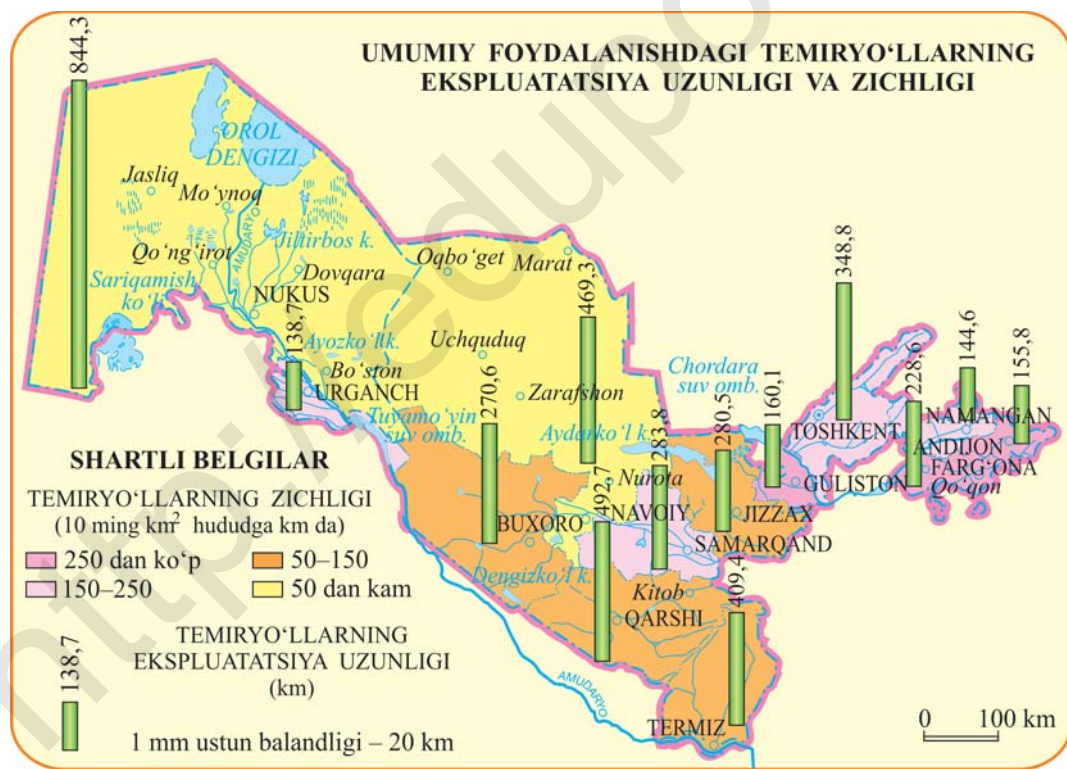 UMUMIY FOYDALANISHDAGI TEMIRYO‘LLARNING
EKSPLUATATSIYA UZUNLIGI VA ZICHLIGI
844,3
OROL
DENGIZI
Jasliq
Mo‘ynoq
AMUDARYO
Jiltirbos k.
Qo‘ng‘irot
Dovqara
Sariqamish
ko‘li
NUKUS
Oqbo‘get
Marat
138,7
Ayozko‘l k.
Bo‘ston
URGANCH
Tuyamo‘yin
suv omb.
Uchquduq
469,3
Zarafshon
270,6
Chordara
suv omb.
348,8
Aydarko‘l k.
283,8
280,5
160,1
228,6
144,6
155,8
TOSHKENT
NAMANGAN
ANDIJON
FARG‘ONA
Qo‘qon
GULISTON
Nurota
492,7
NAVOIY
JIZZAX
BUXORO
SAMARQAND
Dengizko‘l k.
Kitob
409,4
QARSHI
AMUDARYO
TERMIZ
SHARTLI BELGILAR
TEMIRYO‘LLARNING ZICHLIGI
(10 ming km² hududga km da)
250 dan ko‘p
50–150
150–250
50 dan kam
138,7
TEMIRYO‘LLARNING
EKSPLUATATSIYA UZUNLIGI
(km)
1 mm ustun balandligi – 20 km
0 100 km